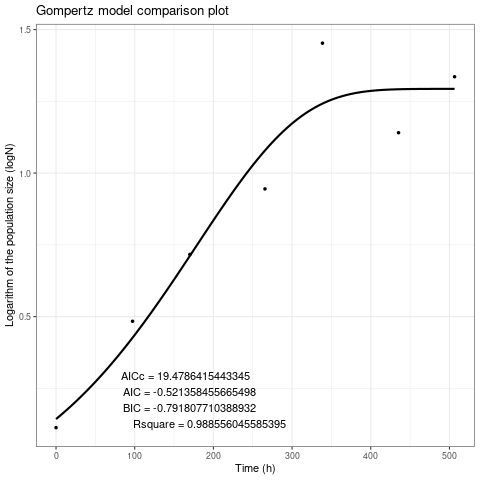 Gompertz model comparison plot
1.5
1.0
0.5
Logarithm of the population size (logN)
AICc = 19.4786415443345
AIC = -0.521358455665498
BIC = -0.791807710388932
Rsquare = 0.988556045585395
0 100 200 300 400 500
Time (h)